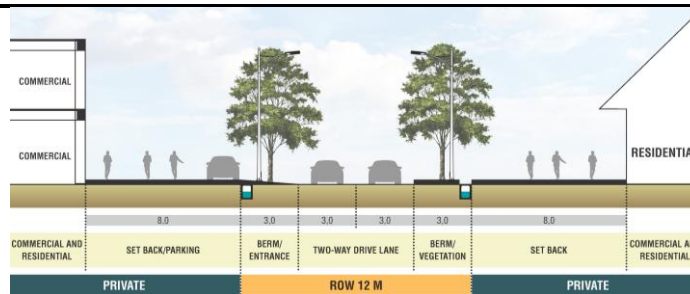 COMMERCIAL
COMMERCIAL
RESIDENTIA
8,0 3,0 3,0 3,0 3,0 8,0
COMMERCIAL AND
RESIDENTIAL
SET BACK/PARKING
BERM/
ENTRANCE
TWO-WAY DRIVE LANE
BERM/
VEGETATION
SET BACK
COMMERCIAL A
RESIDENTIAL
PRIVATE ROW 12 M PRIVATE